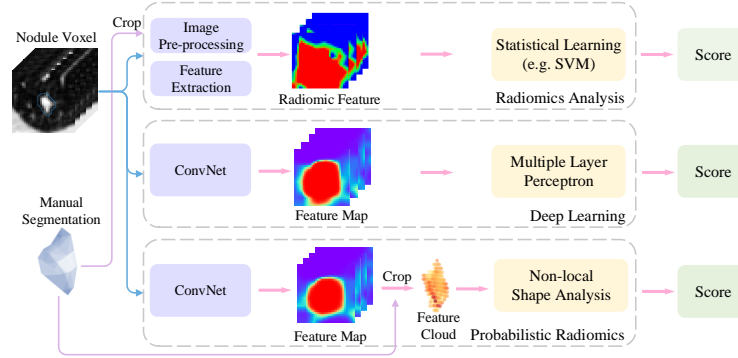 Nodule Voxel
Crop
Image
Pre-processing
Feature
Extraction
Radiomic Feature
Statistical Learning
(e.g. SVM)
Radiomics Analysis
Score
ConvNet
Feature Map
Multiple Layer
Perceptron
Deep Learning
Score
Manual
Segmentation
ConvNet
Feature Map
Crop
Feature
Cloud
Non-local
Shape Analysis
Probabilistic Radiomics
Score